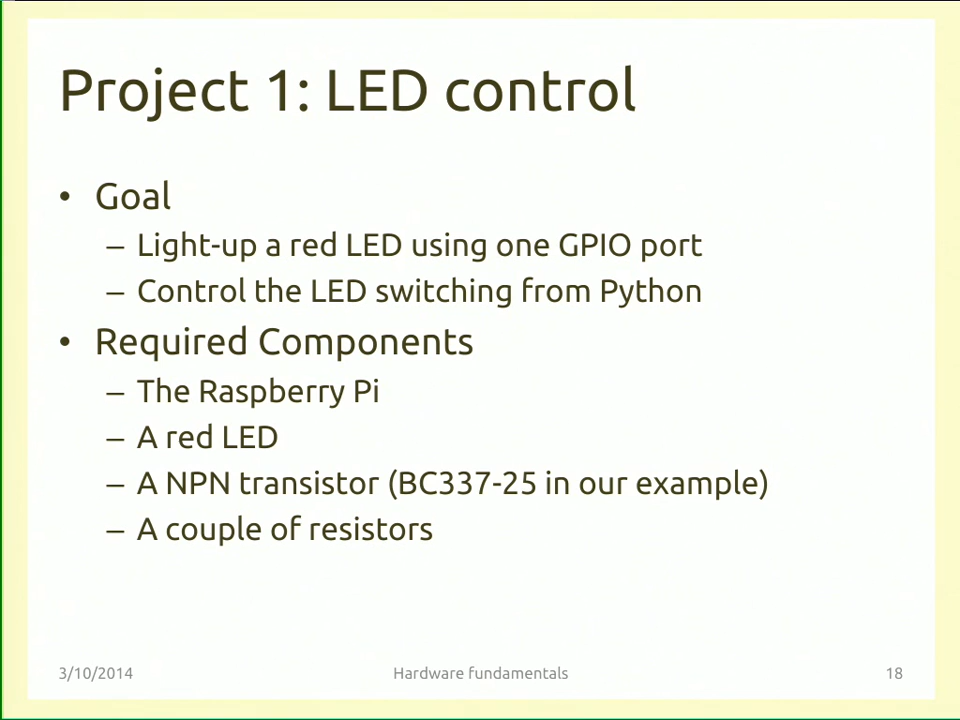 Project 1: LED control
• Goal
– Light-up a red LED using one GPIO port
– Control the LED switching from Python
• Required Components
– The Raspberry Pi
– A red LED
– A NPN transistor (BC337-25 in our example)
– A couple of resistors
3/10/2014
Hardware fundamentals
18